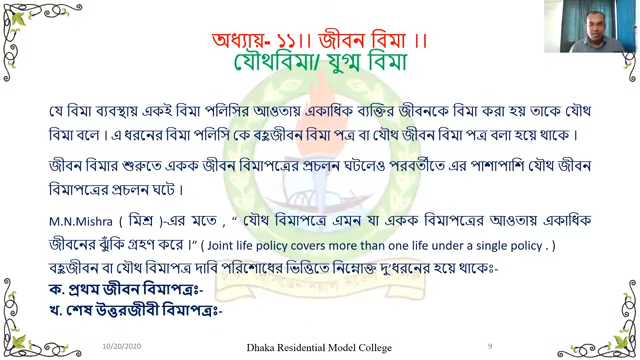 অধ্যায়- ১১।। জীবন বিমা ।।
যৌথবিমা/ যুগ্ম বিমা
যে বিমা ব্যবস্থায় একই বিমা পলিসির আওতায় একাধিক ব্যক্তির জীবনকে বিমা করা হয় তাকে যৌথ
বিমা বলে । এ ধরনের বিমা পলিসি কে বহুজীবন বিমা পত্র বা যৌথ জীবন বিমা পত্র বলা হয়ে থাকে ।
জীবন বিমার শুরুতে একক জীবন বিমাপত্রের প্রচলন ঘটলেও পরবর্তীতে এর পাশাপাশি যৌথ জীবন
বিমাপত্রের প্রচলন ঘটে ।
M.N.Mishra ( মিশ্র )-এর মতে , “ যৌথ বিমাপত্রে এমন যা একক বিমাপত্রের আওতায় একাধিক
জীবনের ঝুঁকি গ্রহণ করে ।” ( Joint life policy covers more than one life under a single policy . )
বহুজীবন বা যৌথ বিমাপত্র দাবি পরিশোধের ভিত্তিতে নিম্নোক্ত দু’ধরনের হয়ে থাকেঃ-
ক. প্রথম জীবন বিমাপত্রঃ-
খ. শেষ উত্তরজীবী বিমাপত্রঃ-
10/20/2020 Dhaka Residential Model College 9